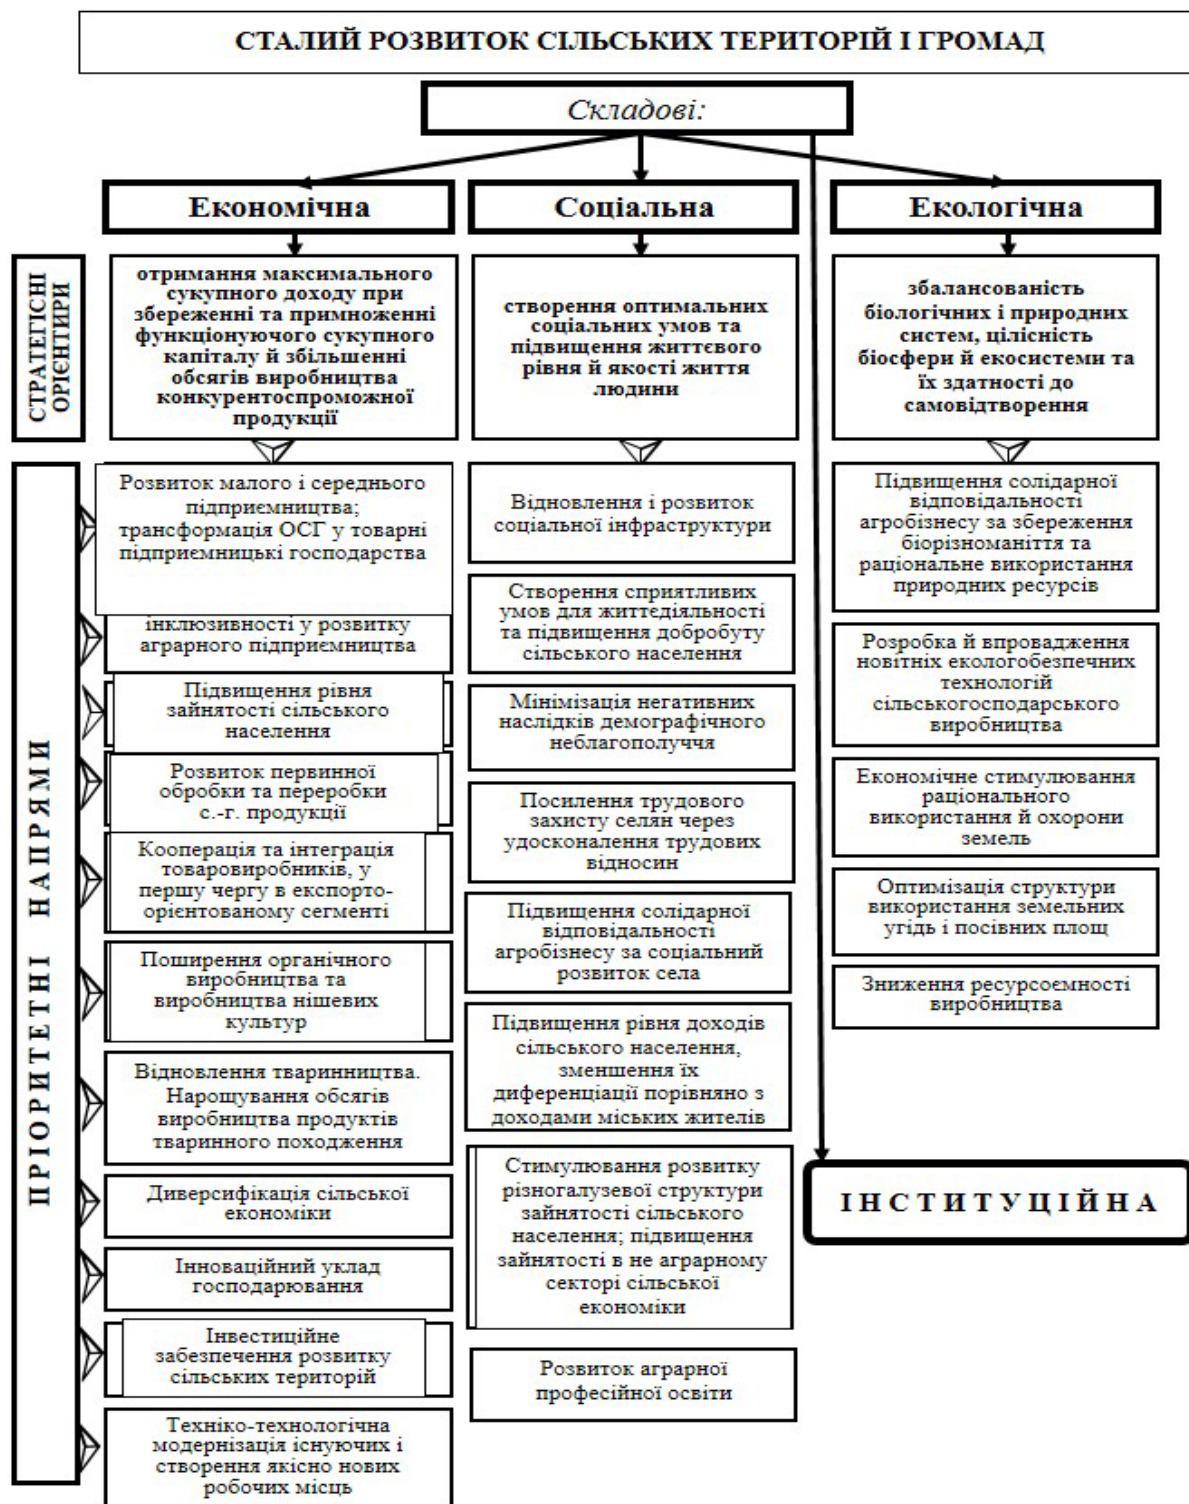 СТАЛИЙ РОЗВИТОК СІЛЬСЬКИХ ТЕРИТОРІЙ І ГРОМАД
Складові:
Економічна
Соціальна
Екологічна
СТРАТЕГІСНІ
ОРІЄНТИРИ
отримання максимального
сукупного доходу при
збереженні та примноженні
функціонуючого сукупного
капіталу й збільшенні
обсягів виробництва
конкурентоспроможної
продукції
створення оптимальних
соціальних умов та
підвищення життєвого
рівня й якості життя
людини
збалансованість
біологічних і природних
систем, цілісність
біосфери й екосистеми та
їх здатності до
самовідтворення
ПРІОРИТЕТНІ НАПРЯМИ
Розвиток малого і середнього
підприємництва;
трансформація ОСГ у товарні
підприємницькі господарства
інклюзивності у розвитку
аграрного підприємництва
Підвищення рівня
зайнятості сільського
населення
Розвиток первинної
обробки та переробки
с.-г. продукції
Кооперація та інтеграція
товаровиробників, у
першу чергу в експорто-
орієнтованому сегменті
Поширення органічного
виробництва та
виробництва нішевих
культур
Відновлення тваринництва.
Нарощування обсягів
виробництва продуктів
тваринного походження
Диверсифікація сільської
економіки
Інноваційний уклад
господарювання
Інвестиційне
забезпечення розвитку
сільських територій
Техніко-технологічна
модернізація існуючих і
створення якісно нових
робочих місць
Відновлення і розвиток
соціальної інфраструктури
Створення сприятливих
умов для життєдіяльності
та підвищення добробуту
сільського населення
Мінімізація негативних
наслідків демографічного
неблагополуччя
Посилення трудового
захисту селян через
удосконалення трудових
відносин
Підвищення солідарної
відповідальності
агробізнесу за соціальний
розвиток села
Підвищення рівня доходів
сільського населення,
зменшення їх
диференціації порівняно з
доходами міських жителів
Стимулювання розвитку
різногалузевої структури
зайнятості сільського
населення; підвищення
зайнятості в не аграрному
секторі сільської
економіки
Розвиток аграрної
професійної освіти
Підвищення солідарної
відповідальності
агробізнесу за збереження
біорізноманіття та
раціональне використання
природних ресурсів
Розробка й впровадження
новітніх екологобезпечних
технологій
сільськогосподарського
виробництва
Економічне стимулювання
раціонального
використання й охорони
земель
Оптимізація структури
використання земельних
угідь і посівних площ
Зниження ресурсоємності
виробництва
ІНСТИТУЦІЙНА